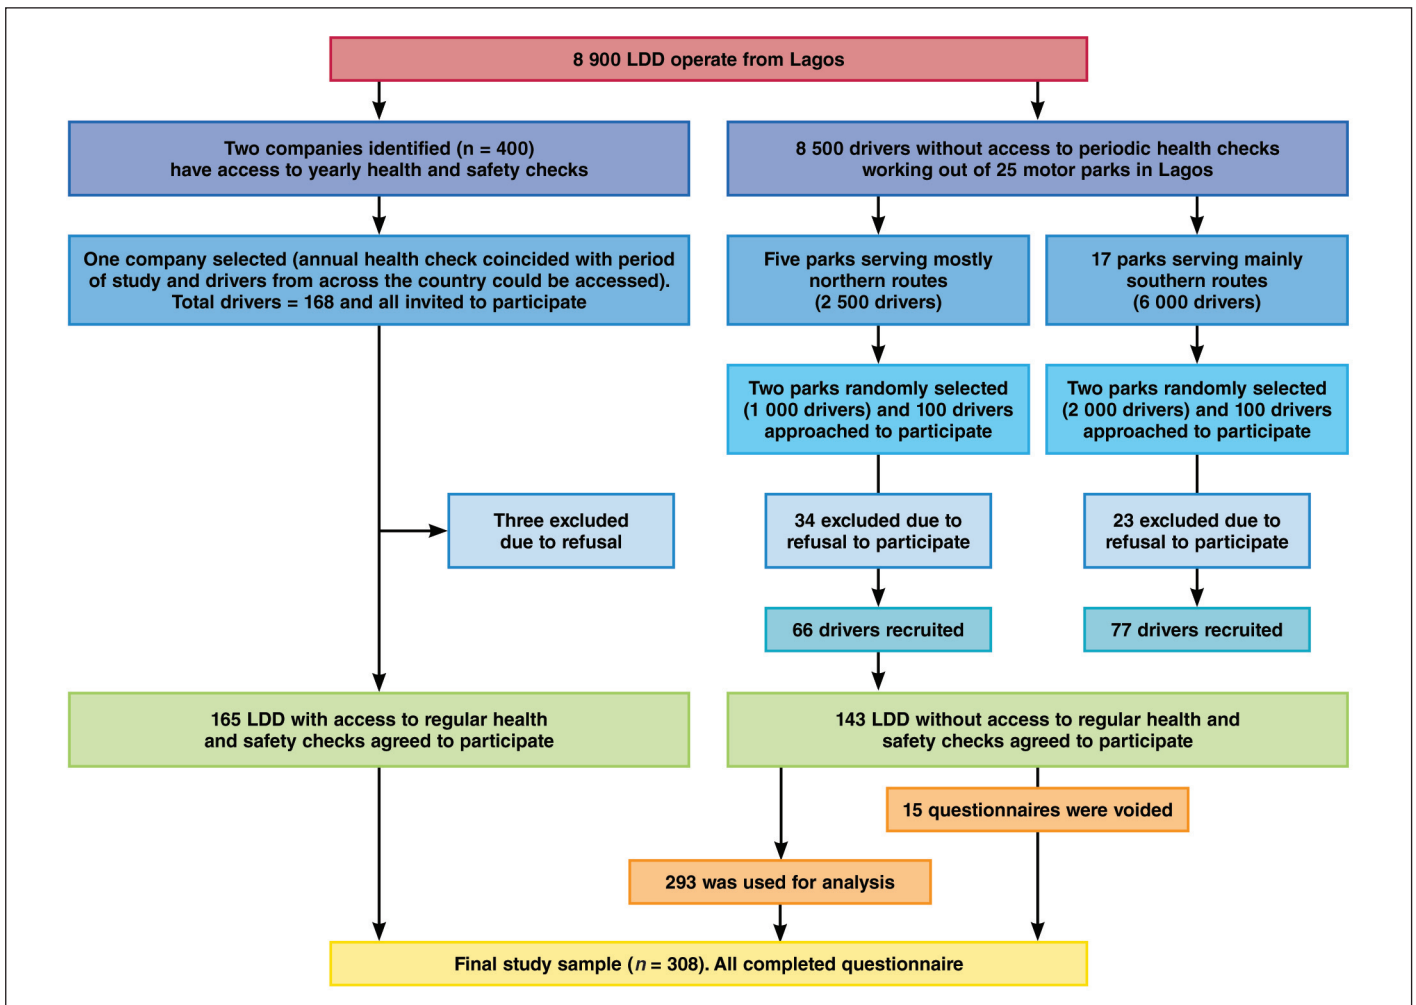 8 900 LDD operate from Lagos
Two companies identified (n = 400)
have access to yearly health and safety checks
8 500 drivers without access to periodic health checks
working out of 25 motor parks in Lagos
One company selected (annual health check coincided with period
of study and drivers from across the country could be accessed).
Total drivers = 168 and all invited to participate
Five parks serving mostly
northern routes
(2 500 drivers)
17 parks serving mainly
southern routes
(6 000 drivers)
Two parks randomly selected
(1 000 drivers) and 100 drivers
approached to participate
Two parks randomly selected
(2 000 drivers) and 100 drivers
approached to participate
Three excluded
due to refusal
34 excluded due to
refusal to participate
23 excluded due to
refusal to participate
66 drivers recruited
77 drivers recruited
165 LDD with access to regular health
and safety checks agreed to participate
143 LDD without access to regular health and
safety checks agreed to participate
15 questionnaires were voided
293 was used for analysis
Final study sample (n = 308). All completed questionnaire